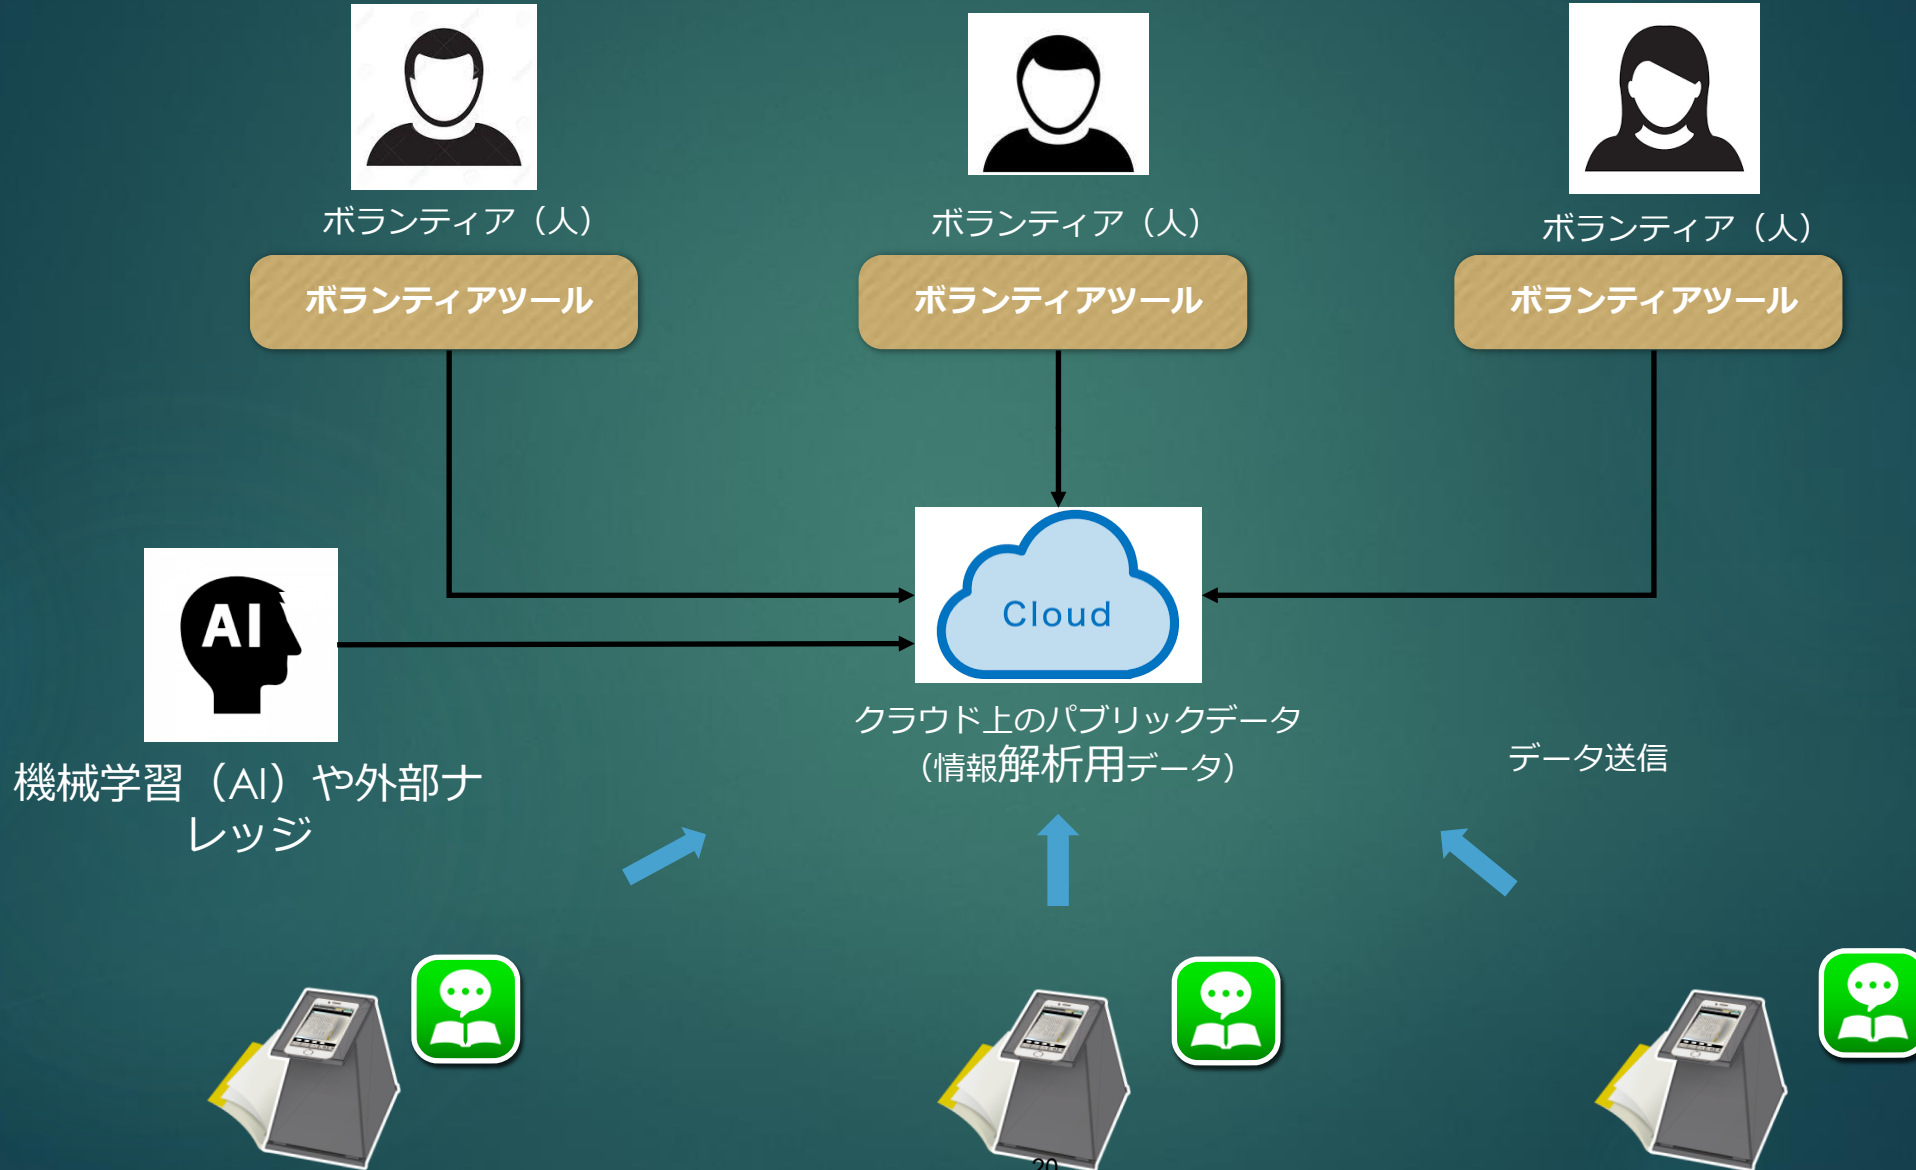 ボランティア（人）
ボランティア（人）
ボランティア（人）
ボランティアツール
ボランティアツール
ボランティアツール
AI
Cloud
クラウド上のパブリックデータ
（情報解析用データ）
データ送信
機械学習（AI）や外部ナ
レッジ
20